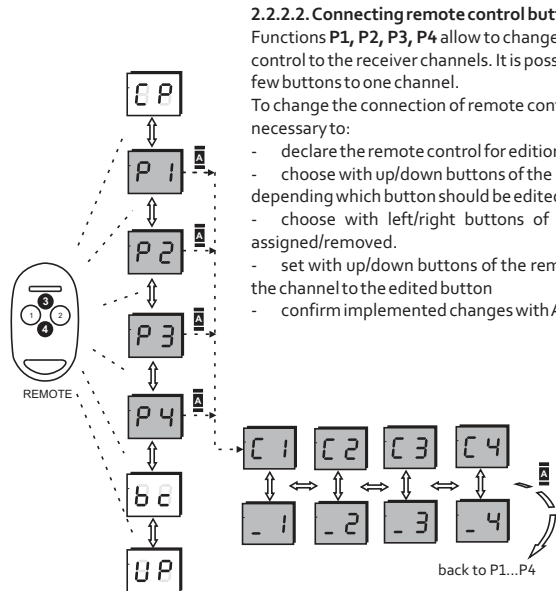 2.2.2.2. Connecting remote control but
Functions P1, P2, P3, P4 allow to change
control to the receiver channels. It is poss
few buttons to one channel.
To change the connection of remote con
necessary to:
- declare the remote control for edition
- choose with up/down buttons of the
depending which button should be edited
- choose with left/right buttons of
assigned/removed.
- set with up/down buttons of the rem
the channel to the edited button
- confirm implemented changes with A
CP
P1 A
P2 A
P3 A
P4 A
bc
UP
3
1 2
4
REMOTE
C1 C2 C3 C4
A
_1 _2 _3 _4
back to P1...P4